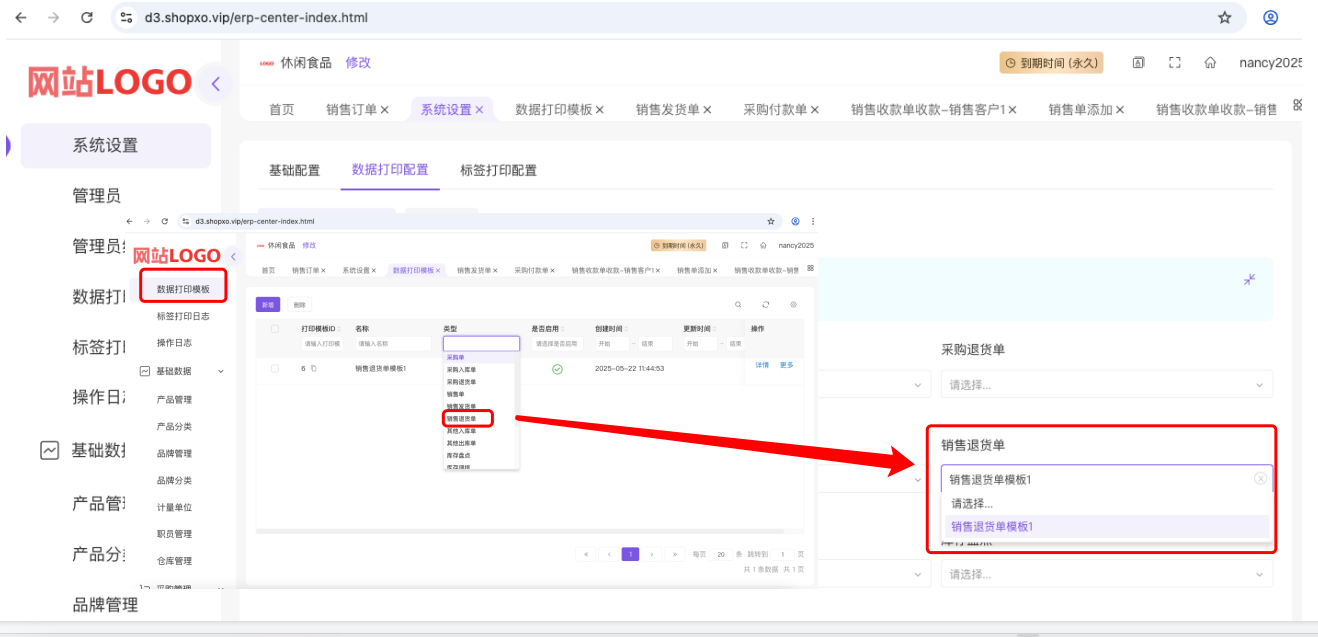 d3.shopxo.vip/erp-center-index.html
网站LOGO
休闲食品 修改
到期时间 (永久)
nancy2025
首页 销售订单 × 系统设置 × 数据打印模板 × 销售发货单 × 采购付款单 × 销售收款单收款-销售客户1 × 销售单添加 × 销售收款单收款-销售
系统设置
管理员
数据打
标签打
操作日
基础数
产品管
产品分
品牌管理
基础配置 数据打印配置 标签打印配置
d3.shopxo.vip/erp-center-index.html
网站LOGO
休闲食品 修改
到期时间 (永久)
nancy2025
首页 销售订单 × 系统设置 × 数据打印模板 × 销售发货单 × 采购付款单 × 销售收款单收款-销售客户1 × 销售单添加 × 销售收款单收款-销售
数据打印模板
标签打印日志
操作日志
基础数据
产品管理
产品分类
品牌管理
品牌分类
计量单位
职员管理
仓库管理
采购管理
新增 删除
打印模板ID 名称 类型 是否启用 创建时间 更新时间 操作
请输入打印模 请输入名称 请选择是否启用 开始 - 结束 开始 - 结束
6 销售退货单模板1 2025-05-22 11:44:53 详情 更多
采购单
采购入库单
采购退货单
销售单
销售发货单
销售退货单
其他入库单
其他出库单
库存盘点
1 每页 20 条 跳转到 1 页
共 1 条数据 共 1 页
采购退货单
请选择...
销售退货单
销售退货单模板1
请选择...
销售退货单模板1
库存盘点
请选择...